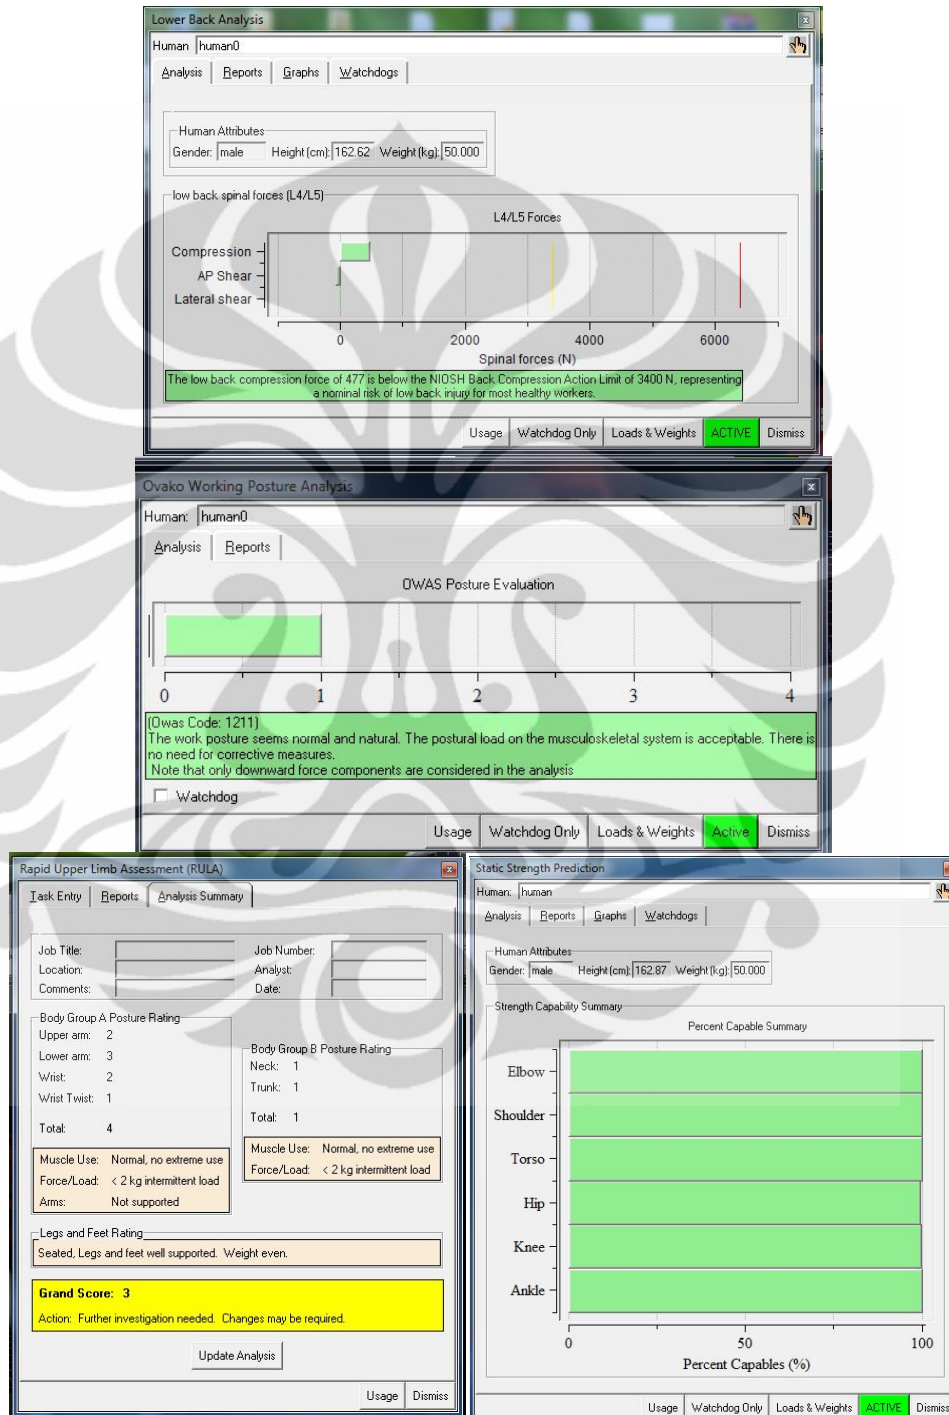 Lower Back Analysis
Human human0
Analysis Reports Graphs Watchdogs
Human Attributes
Gender: male Height (cm): 162.62 Weight (kg): 50.000
low back spinal forces (L4/L5)
L4/L5 Forces
Compression
AP Shear
Lateral shear
0 2000 4000 6000
Spinal forces (N)
The low back compression force of 477 is below the NIOSH Back Compression Action Limit of 3400 N, representing
a nominal risk of low back injury for most healthy workers.
Usage Watchdog Only Loads & Weights ACTIVE Dismiss
Ovako Working Posture Analysis
Human: human0
Analysis Reports
OWAS Posture Evaluation
0 1 2 3 4
(Owas Code: 1211)
The work posture seems normal and natural. The postural load on the musculoskeletal system is acceptable. There is
no need for corrective measures.
Note that only downward force components are considered in the analysis
Watchdog
Usage Watchdog Only Loads & Weights Active Dismiss
Rapid Upper Limb Assessment (RULA)
Task Entry Reports Analysis Summary
Job Title: Job Number:
Location: Analyst:
Comments: Date:
Body Group A Posture Rating
Upper arm: 2
Lower arm: 3
Wrist: 2
Wrist Twist: 1
Total: 4
Muscle Use: Normal, no extreme use
Force/Load: < 2 kg intermittent load
Arms: Not supported
Body Group B Posture Rating
Neck: 1
Trunk: 1
Total: 1
Muscle Use: Normal, no extreme use
Force/Load: < 2 kg intermittent load
Legs and Feet Rating
Seated, Legs and feet well supported. Weight even.
Grand Score: 3
Action: Further investigation needed. Changes may be required.
Update Analysis
Usage Dismiss
Static Strength Prediction
Human: human
Analysis Reports Graphs Watchdogs
Human Attributes
Gender: male Height (cm): 162.87 Weight (kg): 50.000
Strength Capability Summary
Percent Capable Summary
Elbow
Shoulder
Torso
Hip
Knee
Ankle
0 50 100
Percent Capables (%)
Usage Watchdog Only Loads & Weights ACTIVE Dismiss